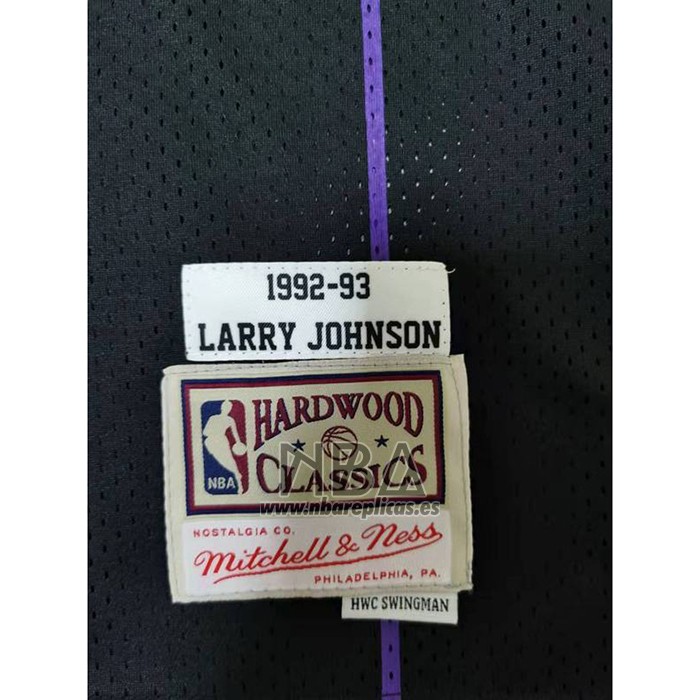 1992-93
LARRY JOHNSON
HARDWOOD
CLASSICS
NBA
NBA
www.nbareplicas.es
NOSTALGIA CO.
Mitchell & Ness
PHILADELPHIA, PA.
HWC SWINGMAN